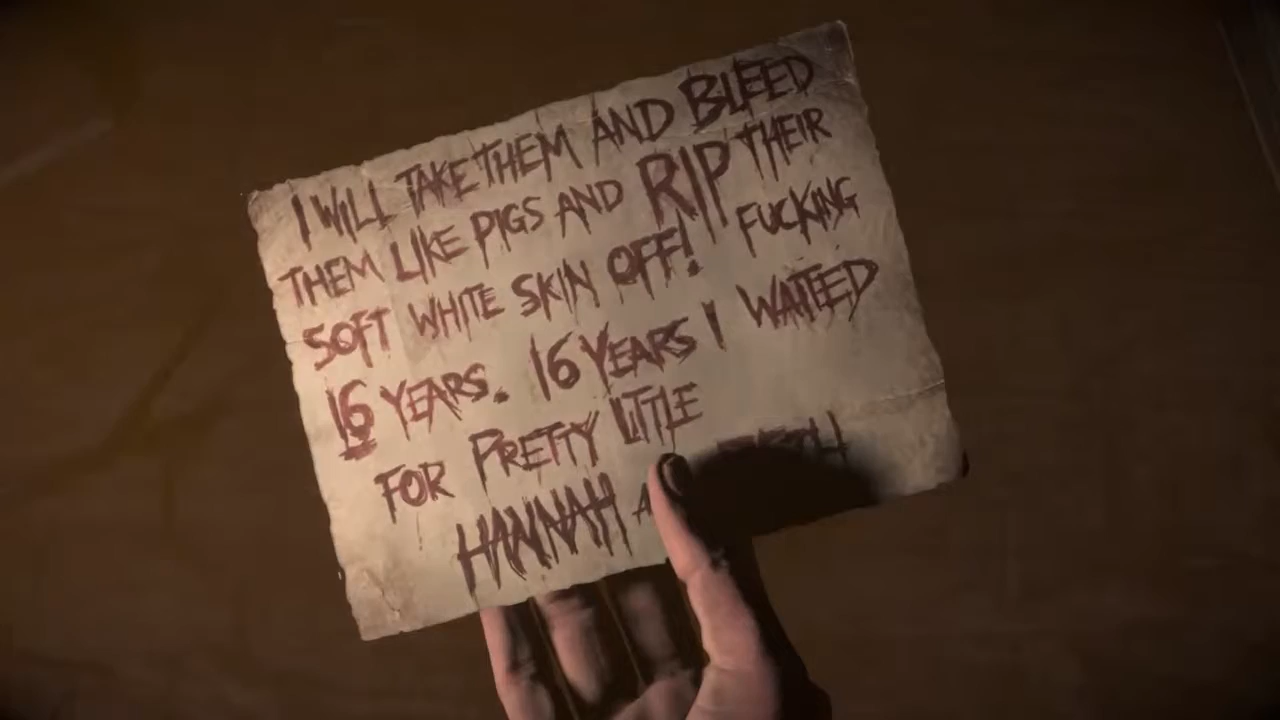 I WILL TAKE THEM AND BLEED
THEM LIKE PIGS AND RIP THEIR
SOFT WHITE SKIN OFF! FUCKING
16 YEARS. 16 YEARS I WAITED
FOR PRETTY LITTLE
HANNAH